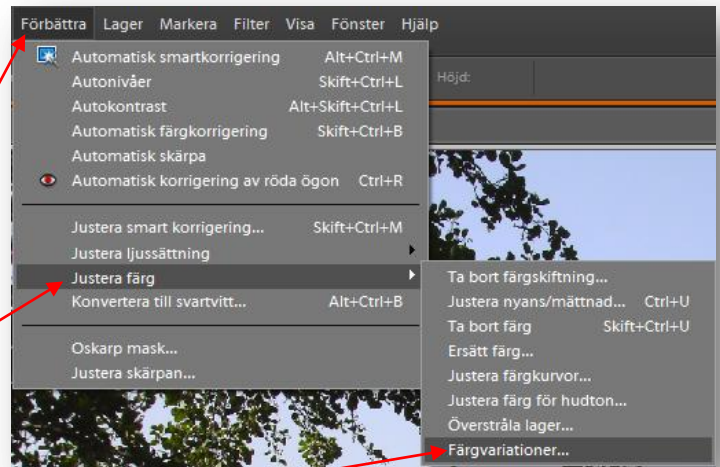 Förbättra Lager Markera Filter Visa Fönster Hjälp
Automatisk smartkorrigering Alt+Ctrl+M
Autonivåer Skift+Ctrl+L
Autokontrast Alt+Skift+Ctrl+L
Automatisk färgkorrigering Skift+Ctrl+B
Automatisk skärpa
Automatisk korrigering av röda ögon Ctrl+R
Höjd:
Justera smart korrigering... Skift+Ctrl+M
Justera ljussättning
Justera färg
Konvertera till svartvitt... Alt+Ctrl+B
Oskarp mask...
Justera skärpan...
Ta bort färgskiftning...
Justera nyans/mättnad... Ctrl+U
Ta bort färg Skift+Ctrl+U
Ersätt färg...
Justera färgkurvor...
Justera färg för hudton...
Överstråla lager...
Färgvariationer...